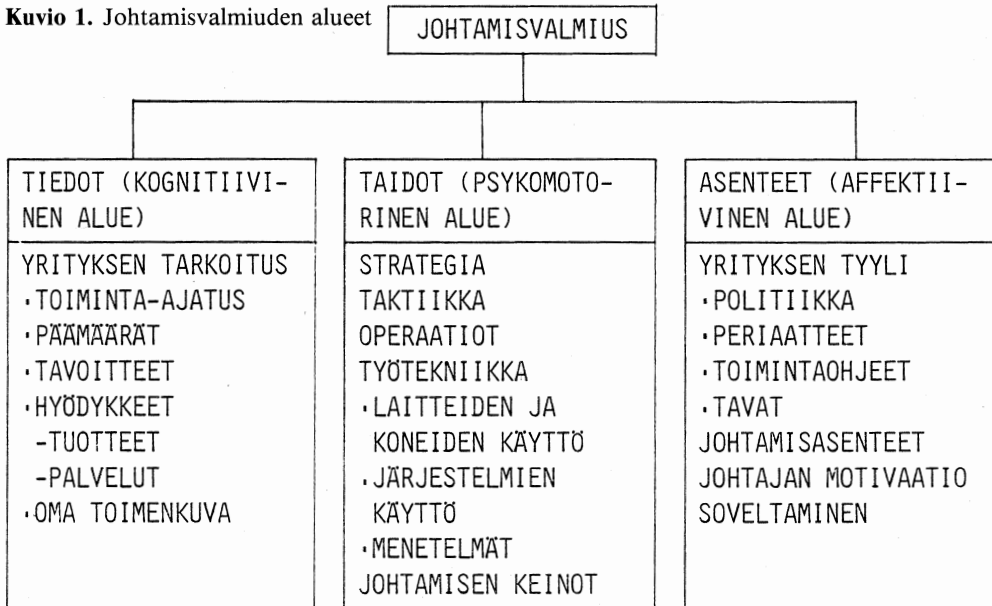 Kuvio 1. Johtamisvalmiuden alueet
JOHTAMISVALMIUS
TIEDOT (KOGNITIIVI-
NEN ALUE)
YRITYKSEN TARKOITUS
·TOIMINTA-AJATUS
·PÄÄMÄÄRÄT
·TAVOITTEET
·HYÖDYKKEET
-TUOTTEET
-PALVELUT
·OMA TOIMENKUVA
TAIDOT (PSYKOMOTO-
RINEN ALUE)
STRATEGIA
TAKTIIKKA
OPERAATIOT
TYÖTEKNIIKKA
·LAITTEIDEN JA
KONEIDEN KÄYTTÖ
·JÄRJESTELMIEN
KÄYTTÖ
·MENETELMÄT
JOHTAMISEN KEINOT
ASENTEET (AFFEKTII-
VINEN ALUE)
YRITYKSEN TYYLI
·POLITIIKKA
·PERIAATTEET
·TOIMINTAOHJEET
·TAVAT
JOHTAMISASENTEET
JOHTAJAN MOTIVAATIO
SOVELTAMINEN